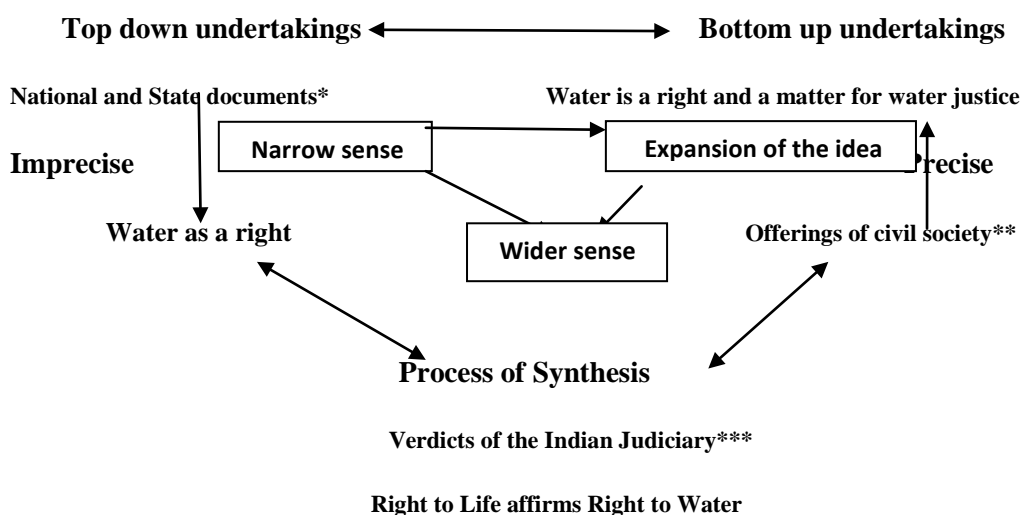 Top down undertakings Bottom up undertakings
National and State documents* Water is a right and a matter for water justice
Narrow sense Expansion of the idea
Imprecise Precise
Water as a right Offerings of civil society**
Wider sense
Process of Synthesis
Verdicts of the Indian Judiciary***
Right to Life affirms Right to Water